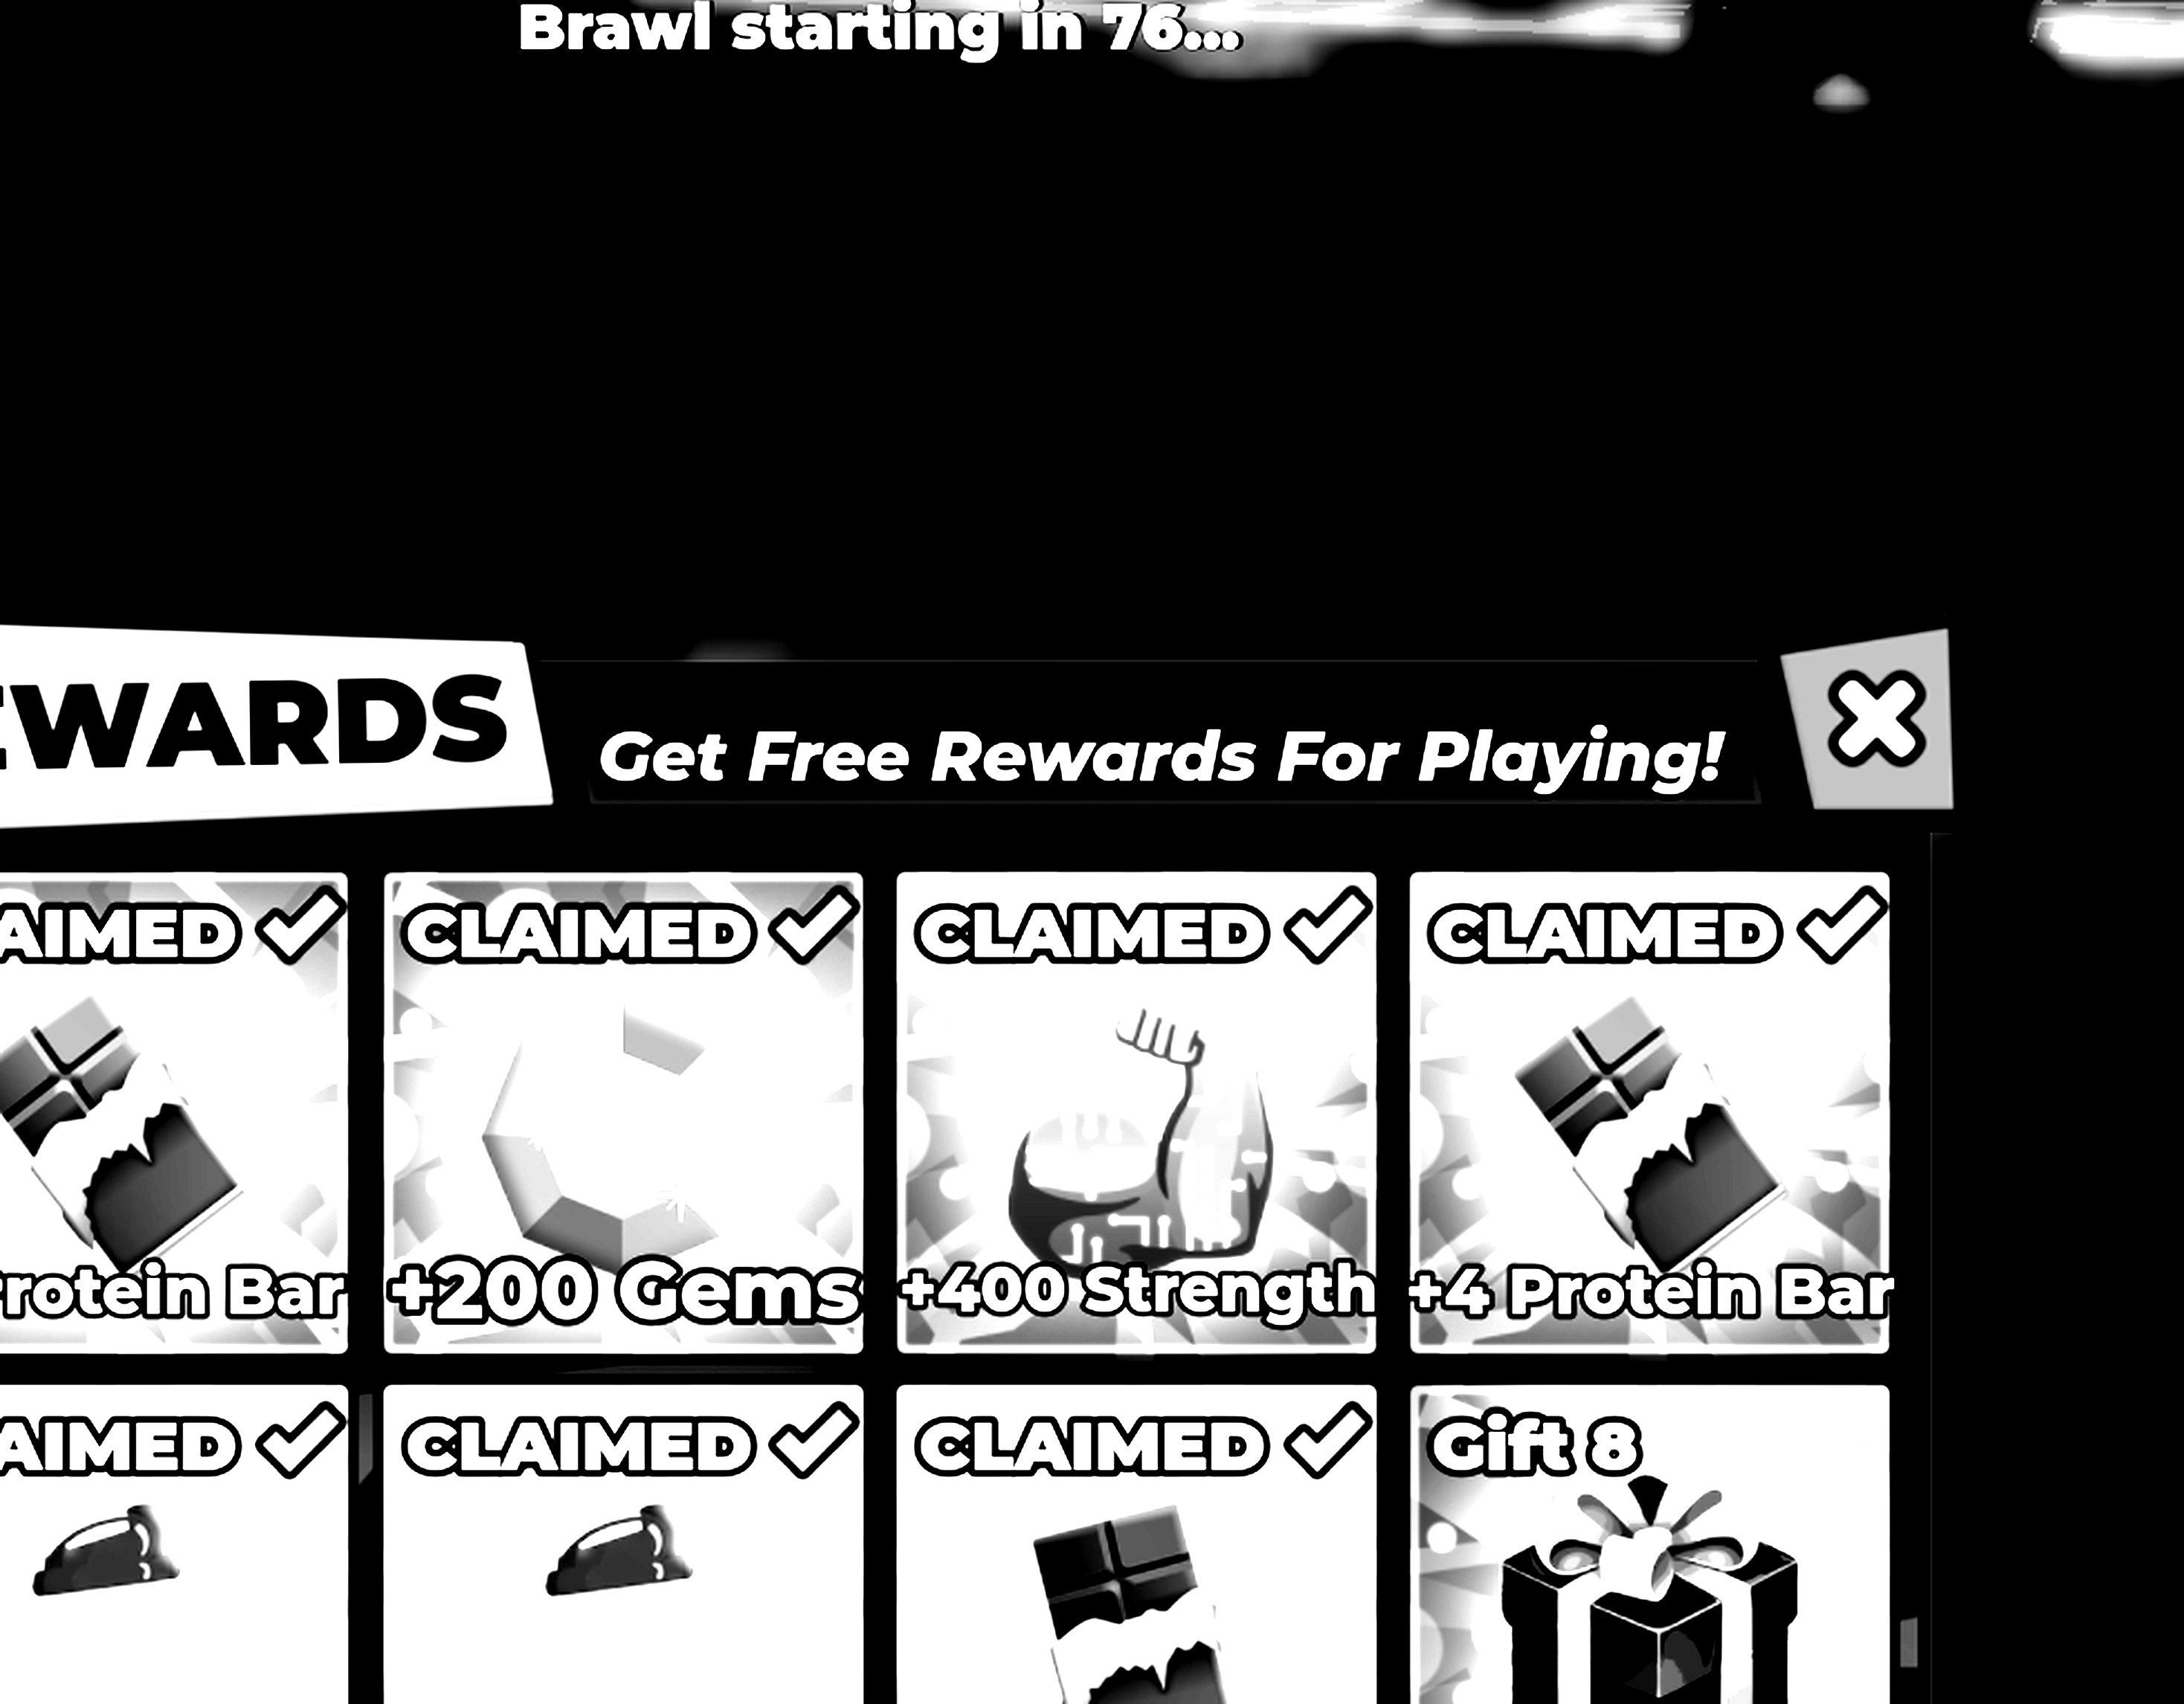 Brawl starting in 76...
EWARDS
Get Free Rewards For Playing!
AIMED
CLAIMED
CLAIMED
CLAIMED
rotein Bar
+200 Gems
+400 Strength
+4 Protein Bar
AIMED
CLAIMED
CLAIMED
Gift 8